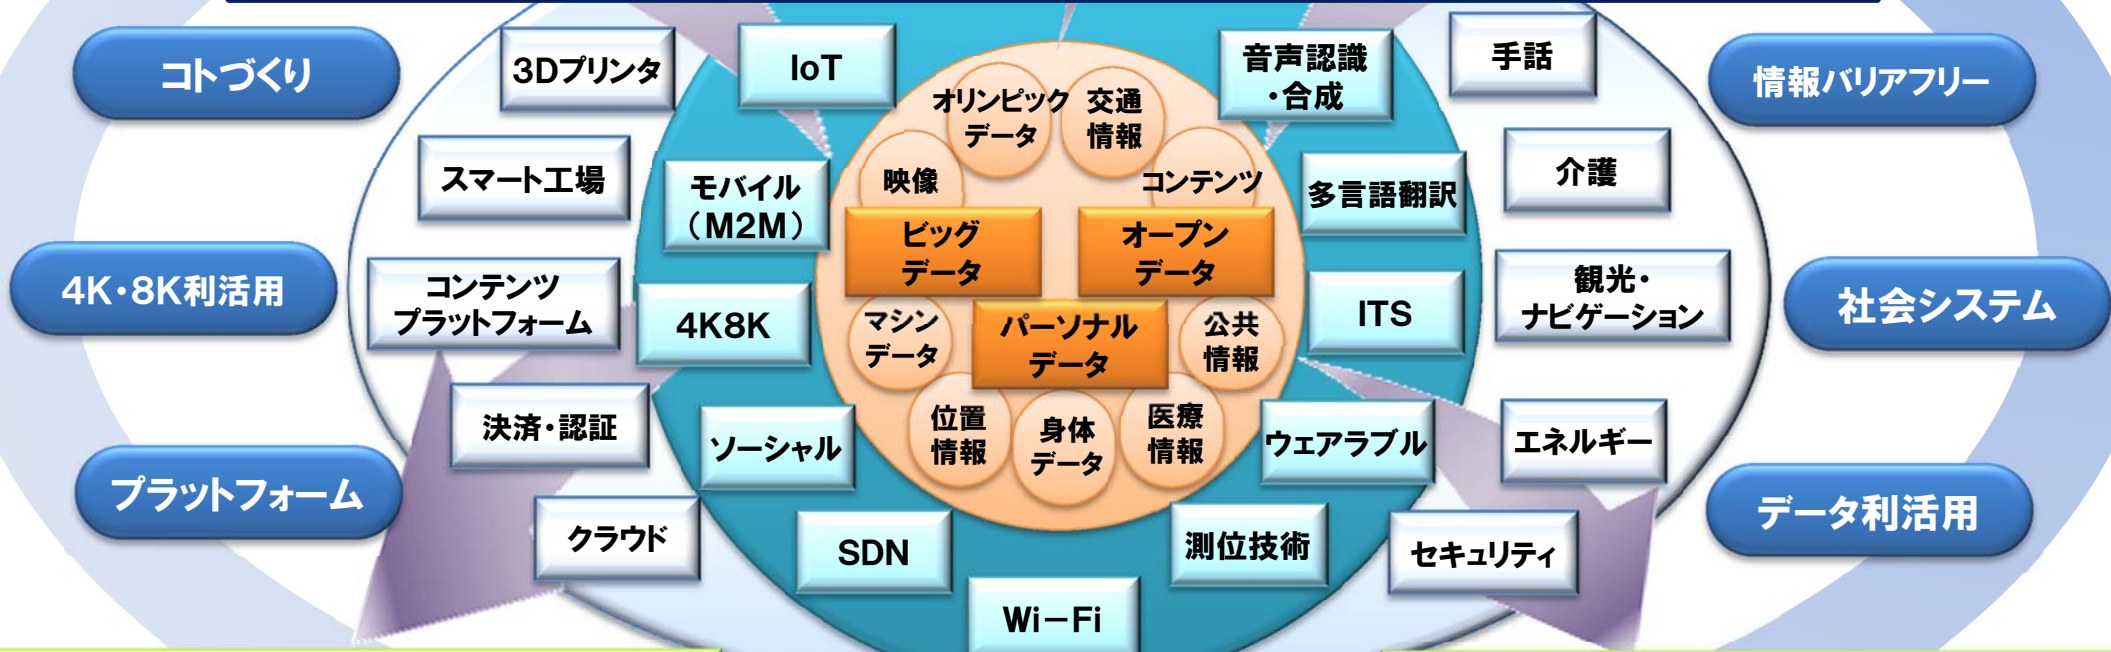 コトづくり
4K・8K利活用
プラットフォーム
3Dプリンタ
スマート工場
コンテンツ
プラットフォーム
決済・認証
クラウド
IoT
モバイル
（M2M）
4K8K
ソーシャル
SDN
Wi－Fi
オリンピック
データ
交通
情報
映像
コンテンツ
ビッグ
データ
オープン
データ
マシン
データ
パーソナル
データ
公共
情報
位置
情報
身体
データ
医療
情報
音声認識
・合成
多言語翻訳
ITS
ウェアラブル
測位技術
手話
介護
観光・
ナビゲーション
エネルギー
セキュリティ
情報バリアフリー
社会システム
データ利活用